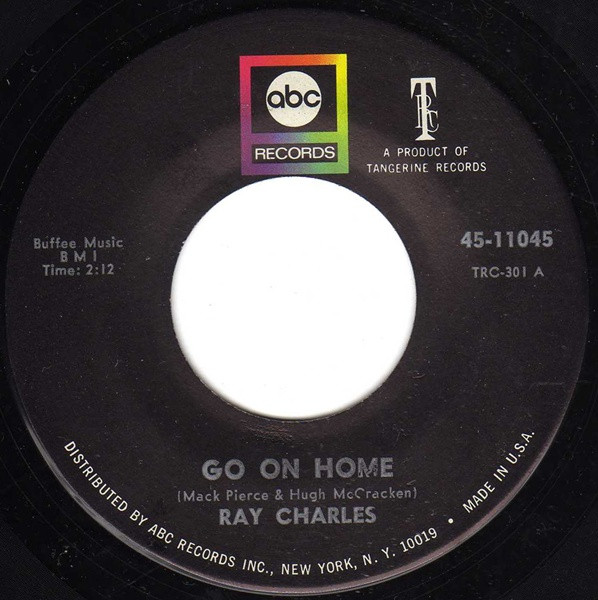 abc
RECORDS
TRC
A PRODUCT OF
TANGERINE RECORDS
Buffee Music
B M I
Time: 2:12
45-11045
TRC-301 A
GO ON HOME
(Mack Pierce & Hugh McCracken)
RAY CHARLES
DISTRIBUTED BY ABC RECORDS INC., NEW YORK, N. Y. 10019 • MADE IN U.S.A.